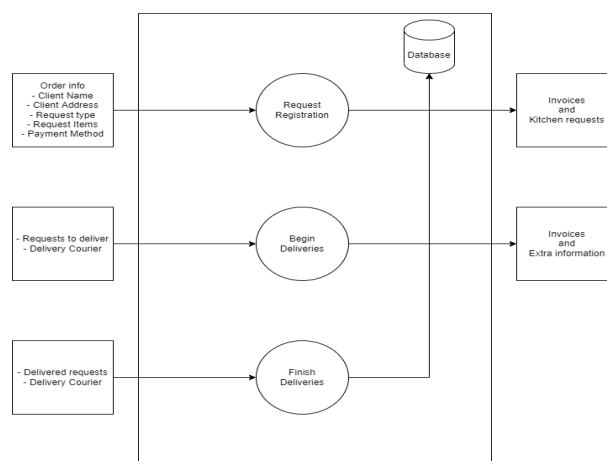 Database
Order info
- Client Name
- Client Address
- Request type
- Request Items
- Payment Method
Request
Registration
Invoices
and
Kitchen requests
- Requests to deliver
- Delivery Courier
Begin
Deliveries
Invoices
and
Extra information
- Delivered requests
- Delivery Courier
Finish
Deliveries